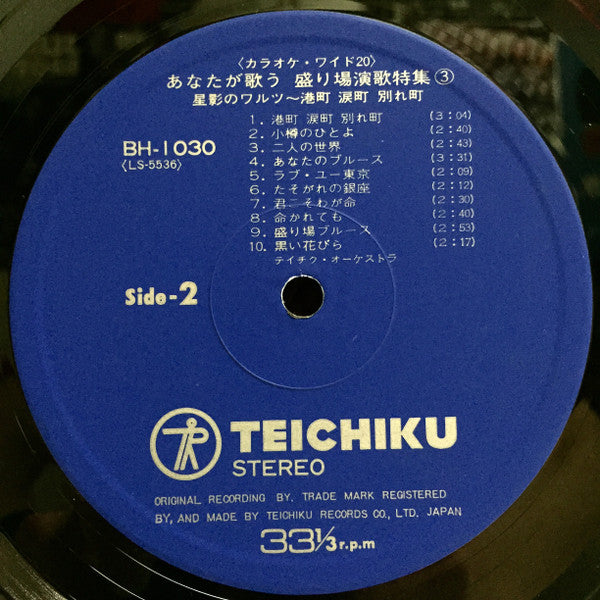 〈カラオケ・ワイド20〉
あなたが歌う 盛り場演歌特集③
星影のワルツ～港町 涙町 別れ町
BH-1030
〈LS-5536〉
1. 港町 涙町 別れ町 (3:04)
2. 小樽のひとよ (2:40)
3. 二人の世界 (2:43)
4. あなたのブルース (3:31)
5. ラブ・ユー東京 (2:09)
6. たそがれの銀座 (2:12)
7. 君こそわが命 (2:30)
8. 命かれても (2:40)
9. 盛り場ブルース (2:53)
10. 黒い花びら (2:17)
テイチク・オーケストラ
Side-2
TEICHIKU
STEREO
ORIGINAL RECORDING BY. TRADE MARK REGISTERED
BY, AND MADE BY TEICHIKU RECORDS CO., LTD. JAPAN
33 1/3 r.p.m